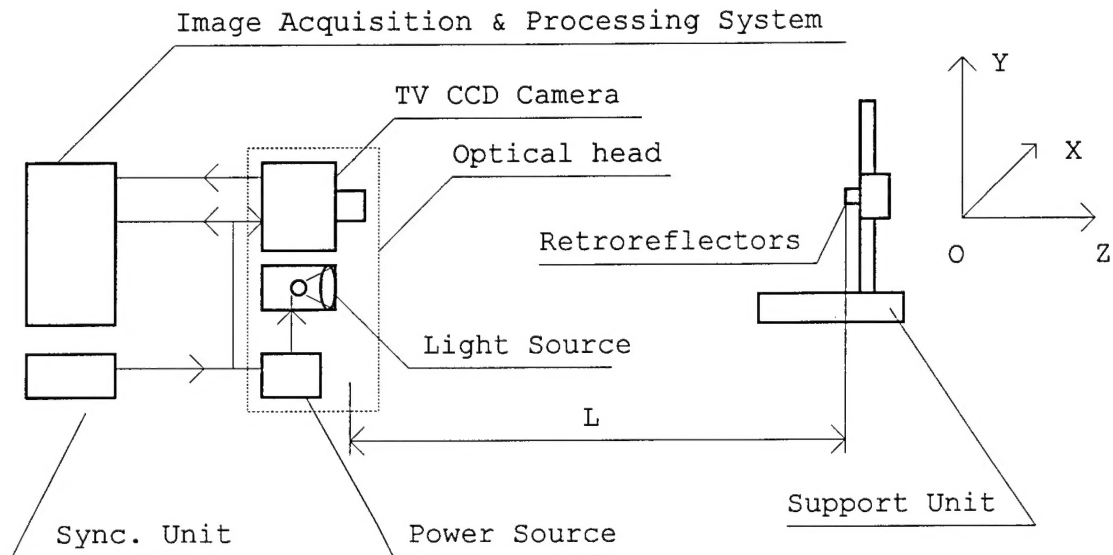 Image Acquisition & Processing System
TV CCD Camera
Optical head
Retroreflectors
Light Source
L
Support Unit
Sync. Unit
Power Source
Y
X
O
Z